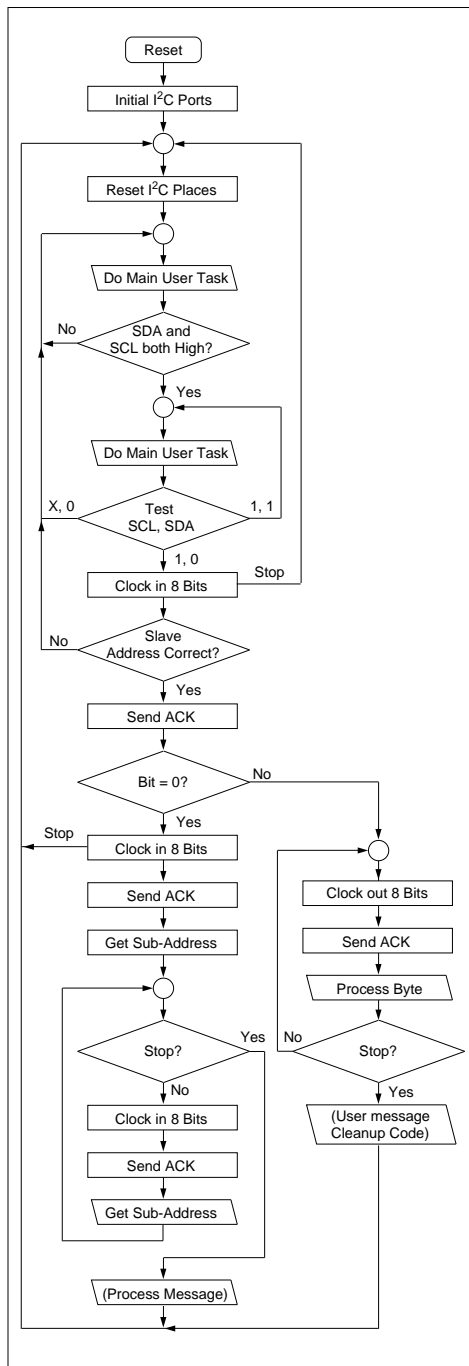 Reset
Initial I²C Ports
Reset I²C Places
Do Main User Task
No
SDA and
SCL both High?
Yes
Do Main User Task
X, 0
Test
SCL, SDA
1, 1
1, 0
Clock in 8 Bits
Stop
No
Slave
Address Correct?
Yes
Send ACK
Bit = 0?
No
Yes
Stop
Clock in 8 Bits
Send ACK
Get Sub-Address
Stop?
Yes
No
Clock in 8 Bits
Send ACK
Get Sub-Address
(Process Message)
Clock out 8 Bits
Send ACK
Process Byte
No
Stop?
Yes
(User message
Cleanup Code)